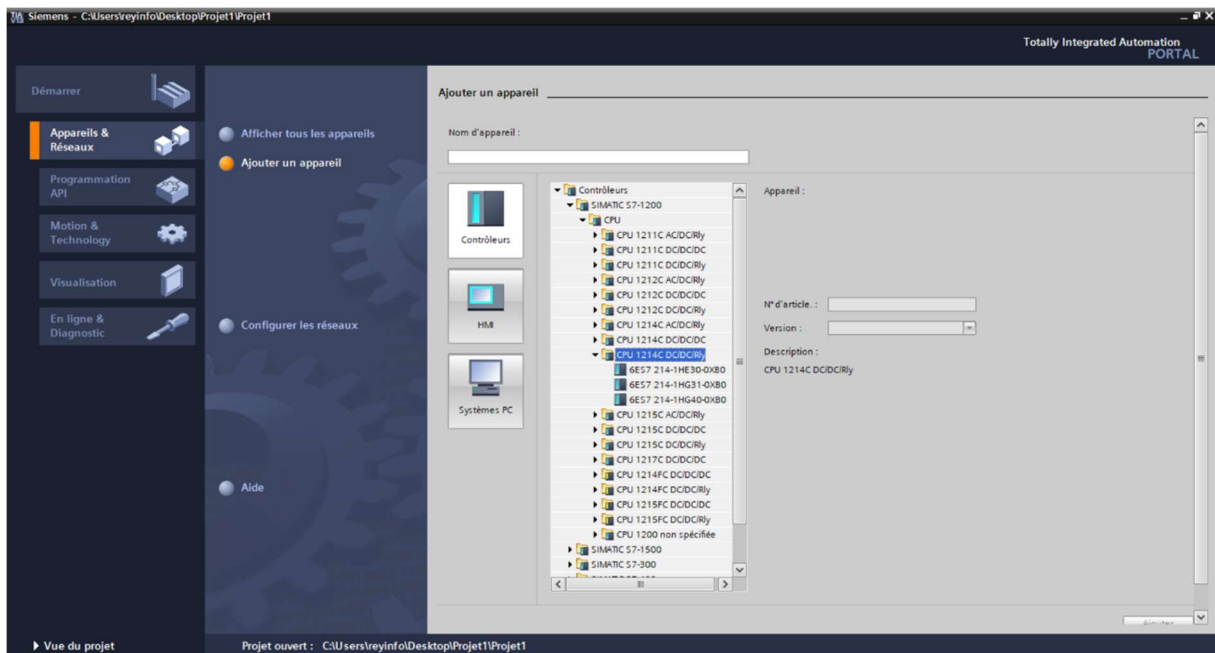 Siemens - C:\Users\reyinfo\Desktop\Projet1\Projet1
Totally Integrated Automation
PORTAL
Démarrer
Appareils &
Réseaux
Programmation
API
Motion &
Technology
Visualisation
En ligne &
Diagnostic
Afficher tous les appareils
Ajouter un appareil
Configurer les réseaux
Aide
Ajouter un appareil
Nom d'appareil :
Contrôleurs
HMI
Systèmes PC
Contrôleurs
SIMATIC S7-1200
CPU
CPU 1211C AC/DC/Rly
CPU 1211C DC/DC/DC
CPU 1211C DC/DC/Rly
CPU 1212C AC/DC/Rly
CPU 1212C DC/DC/DC
CPU 1212C DC/DC/Rly
CPU 1214C AC/DC/Rly
CPU 1214C DC/DC/DC
CPU 1214C DC/DC/Rly
6ES7 214-1HE30-0XB0
6ES7 214-1HG31-0XB0
6ES7 214-1HG40-0XB0
CPU 1215C AC/DC/Rly
CPU 1215C DC/DC/DC
CPU 1215C DC/DC/Rly
CPU 1217C DC/DC/DC
CPU 1214FC DC/DC/DC
CPU 1214FC DC/DC/Rly
CPU 1215FC DC/DC/DC
CPU 1215FC DC/DC/Rly
CPU 1200 non spécifiée
SIMATIC S7-1500
SIMATIC S7-300
Appareil :
N° d'article. :
Version :
Description :
CPU 1214C DC/DC/Rly
Ajouter
Vue du projet
Projet ouvert : C:\Users\reyinfo\Desktop\Projet1\Projet1